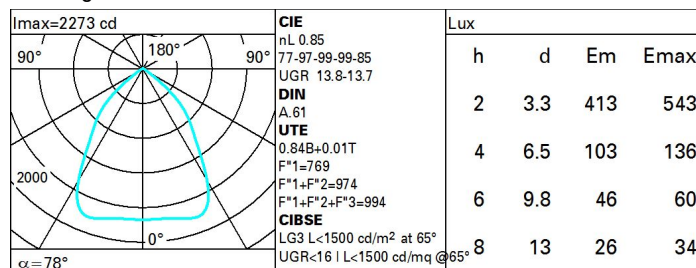 Imax=2273 cd
90° 180° 90°
2000
0°
α=78°
CIE
nL 0.85
77-97-99-99-85
UGR 13.8-13.7
DIN
A.61
UTE
0.84B+0.01T
F"1=769
F"1+F"2=974
F"1+F"2+F"3=994
CIBSE
LG3 L<1500 cd/m² at 65°
UGR<16 | L<1500 cd/mq @65°
Lux
h d Em Emax
2 3.3 413 543
4 6.5 103 136
6 9.8 46 60
8 13 26 34